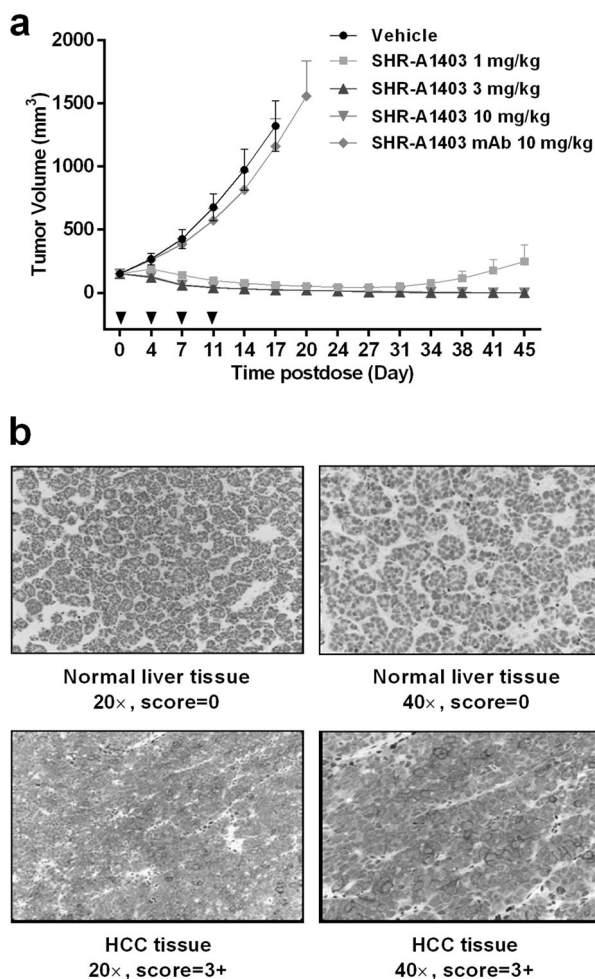 a
2000
1500
1000
500
0
Tumor Volume (mm³)
Vehicle
SHR-A1403 1 mg/kg
SHR-A1403 3 mg/kg
SHR-A1403 10 mg/kg
SHR-A1403 mAb 10 mg/kg
0 4 7 11 14 17 20 24 27 31 34 38 41 45
Time postdose (Day)
b
Normal liver tissue
20×, score=0
Normal liver tissue
40×, score=0
HCC tissue
20×, score=3+
HCC tissue
40×, score=3+